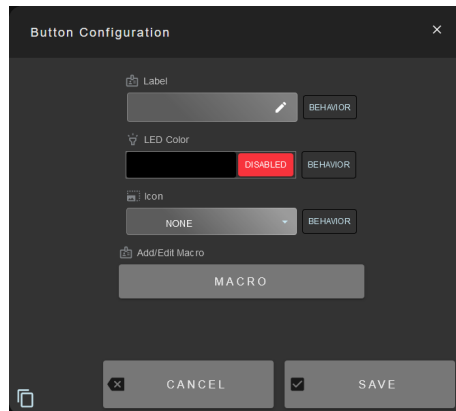 Button Configuration
Label
BEHAVIOR
LED Color
DISABLED
BEHAVIOR
Icon
NONE
BEHAVIOR
Add/Edit Macro
MACRO
CANCEL
SAVE